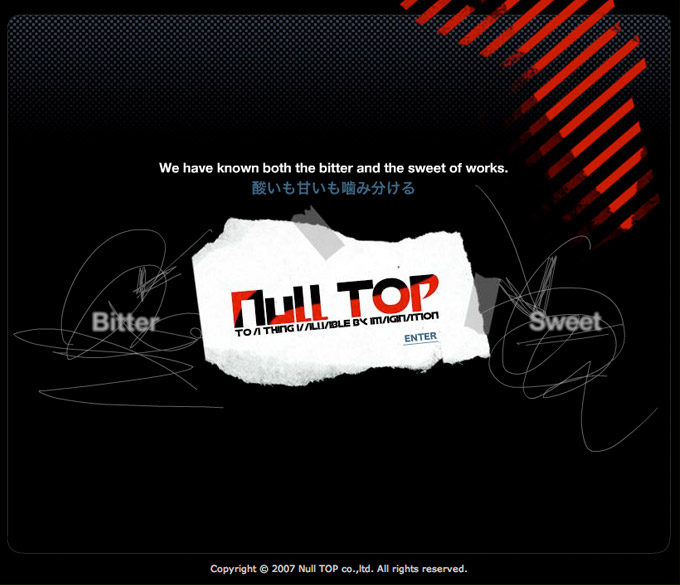 We have known both the bitter and the sweet of works.
酸いも甘いも噛み分ける
Null TOP
TO A THING VALUABLE BY IMAGINATION
ENTER
Bitter
Sweet
Copyright © 2007 Null TOP co.,ltd. All rights reserved.